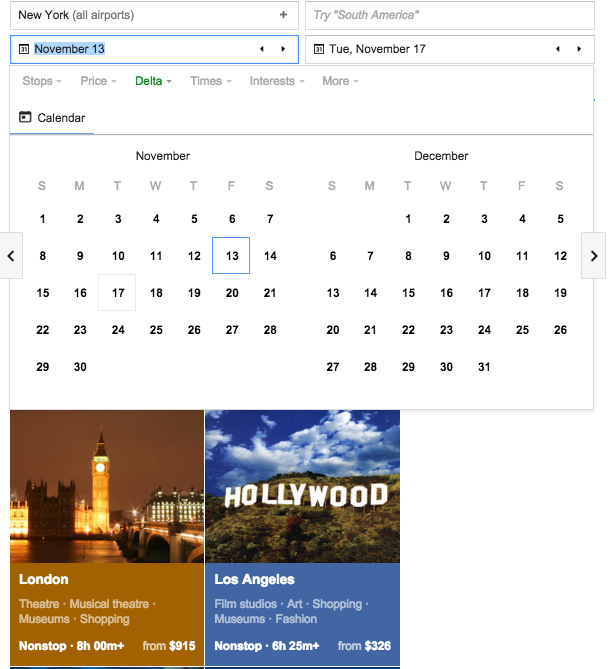 New York (all airports) +
Try "South America"
31 November 13
31 Tue, November 17
Stops Price Delta Times Interests More
Calendar
November
S M T W T F S
1 2 3 4 5 6 7
8 9 10 11 12 13 14
15 16 17 18 19 20 21
22 23 24 25 26 27 28
29 30
December
S M T W T F S
1 2 3 4 5
6 7 8 9 10 11 12
13 14 15 16 17 18 19
20 21 22 23 24 25 26
27 28 29 30 31
HOLLYWOOD
London
Theatre · Musical theatre ·
Museums · Shopping
Nonstop · 8h 00m+ from $915
Los Angeles
Film studios · Art · Shopping ·
Museums · Fashion
Nonstop · 6h 25m+ from $326